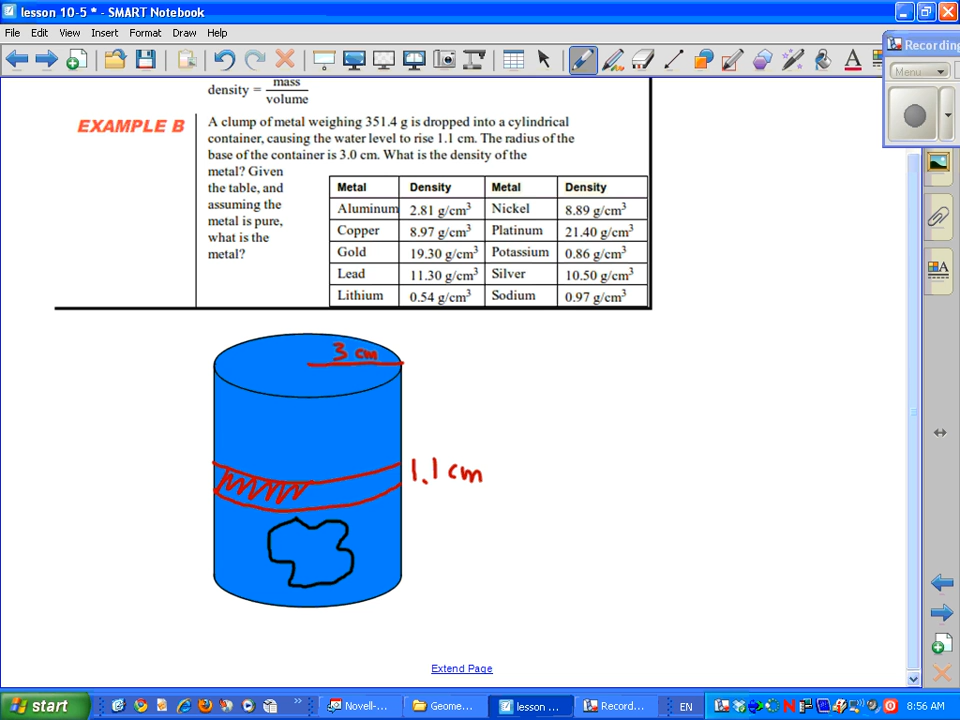 lesson 10-5 * - SMART Notebook
File Edit View Insert Format Draw Help
Recording
Menu
mass
density =
volume
EXAMPLE B
A clump of metal weighing 351.4 g is dropped into a cylindrical
container, causing the water level to rise 1.1 cm. The radius of the
base of the container is 3.0 cm. What is the density of the
metal? Given
the table, and
assuming the
metal is pure,
what is the
metal?
Metal Density Metal Density
Aluminum 2.81 g/cm³ Nickel 8.89 g/cm³
Copper 8.97 g/cm³ Platinum 21.40 g/cm³
Gold 19.30 g/cm³ Potassium 0.86 g/cm³
Lead 11.30 g/cm³ Silver 10.50 g/cm³
Lithium 0.54 g/cm³ Sodium 0.97 g/cm³
3 cm
1.1 cm
Extend Page
start
Novell-...
Geome...
lesson ...
Record...
EN
8:56 AM